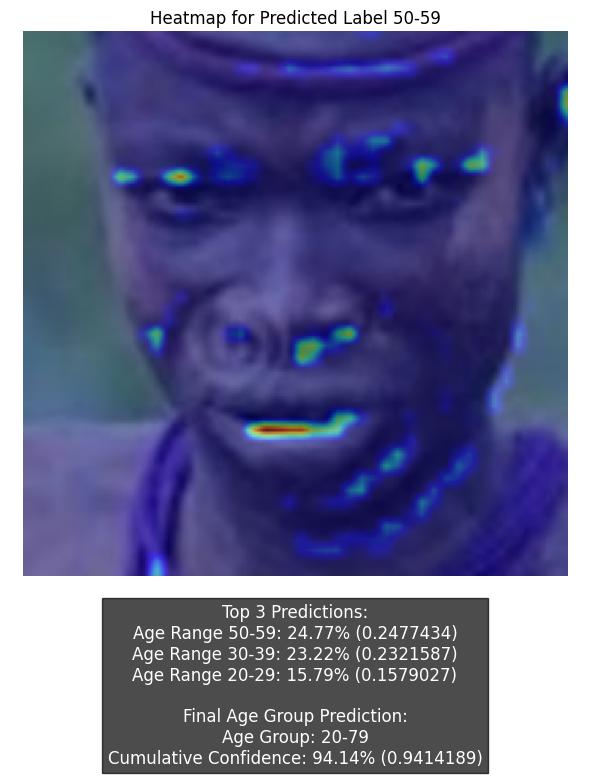 Heatmap for Predicted Label 50-59
Top 3 Predictions:
Age Range 50-59: 24.77% (0.2477434)
Age Range 30-39: 23.22% (0.2321587)
Age Range 20-29: 15.79% (0.1579027)
Final Age Group Prediction:
Age Group: 20-79
Cumulative Confidence: 94.14% (0.9414189)